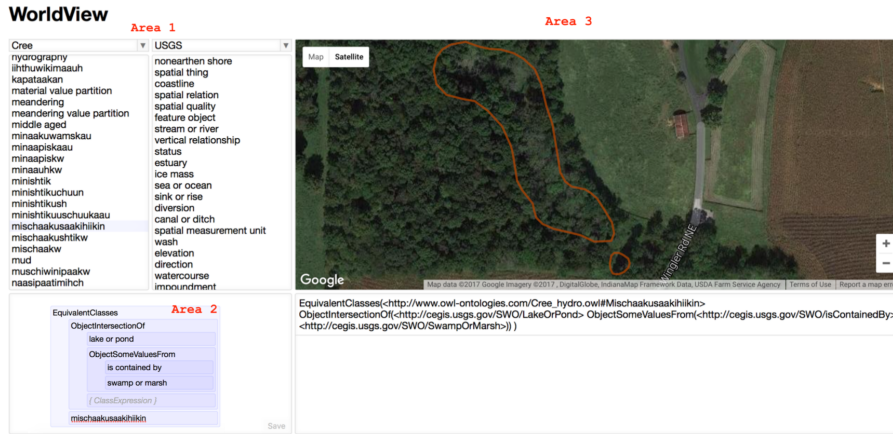 WorldView
Area 1
Area 3
Cree
USGS
hydrography
iihthuwikimaauh
kapataakan
material value partition
meandering
meandering value partition
middle aged
minaakuwamskau
minaapiskaau
minaapiskw
minaauhkw
minishtik
minishtikuchuun
minishtikush
minishtikuuschuukaau
mischaakusaakihiikin
mischaakushtikw
mischaakw
mud
muschiwinipaakw
naasipaatimihch
nonearthen shore
spatial thing
coastline
spatial relation
spatial quality
feature object
stream or river
vertical relationship
status
estuary
ice mass
sea or ocean
sink or rise
diversion
canal or ditch
spatial measurement unit
wash
elevation
direction
watercourse
impoundment
Map
Satellite
Wingler Rd NE
+
−
Google
Map data ©2017 Google Imagery ©2017 , DigitalGlobe, IndianaMap Framework Data, USDA Farm Service Agency
Terms of Use
Report a map err
Area 2
EquivalentClasses
ObjectIntersectionOf
lake or pond
ObjectSomeValuesFrom
is contained by
swamp or marsh
{ ClassExpression }
mischaakusaakihiikin
Save
EquivalentClasses(<http://www.owl-ontologies.com/Cree_hydro.owl#Mischaakusaakihiikin>
ObjectIntersectionOf(<http://cegis.usgs.gov/SWO/LakeOrPond> ObjectSomeValuesFrom(<http://cegis.usgs.gov/SWO/isContainedBy>
<http://cegis.usgs.gov/SWO/SwampOrMarsh>)) )